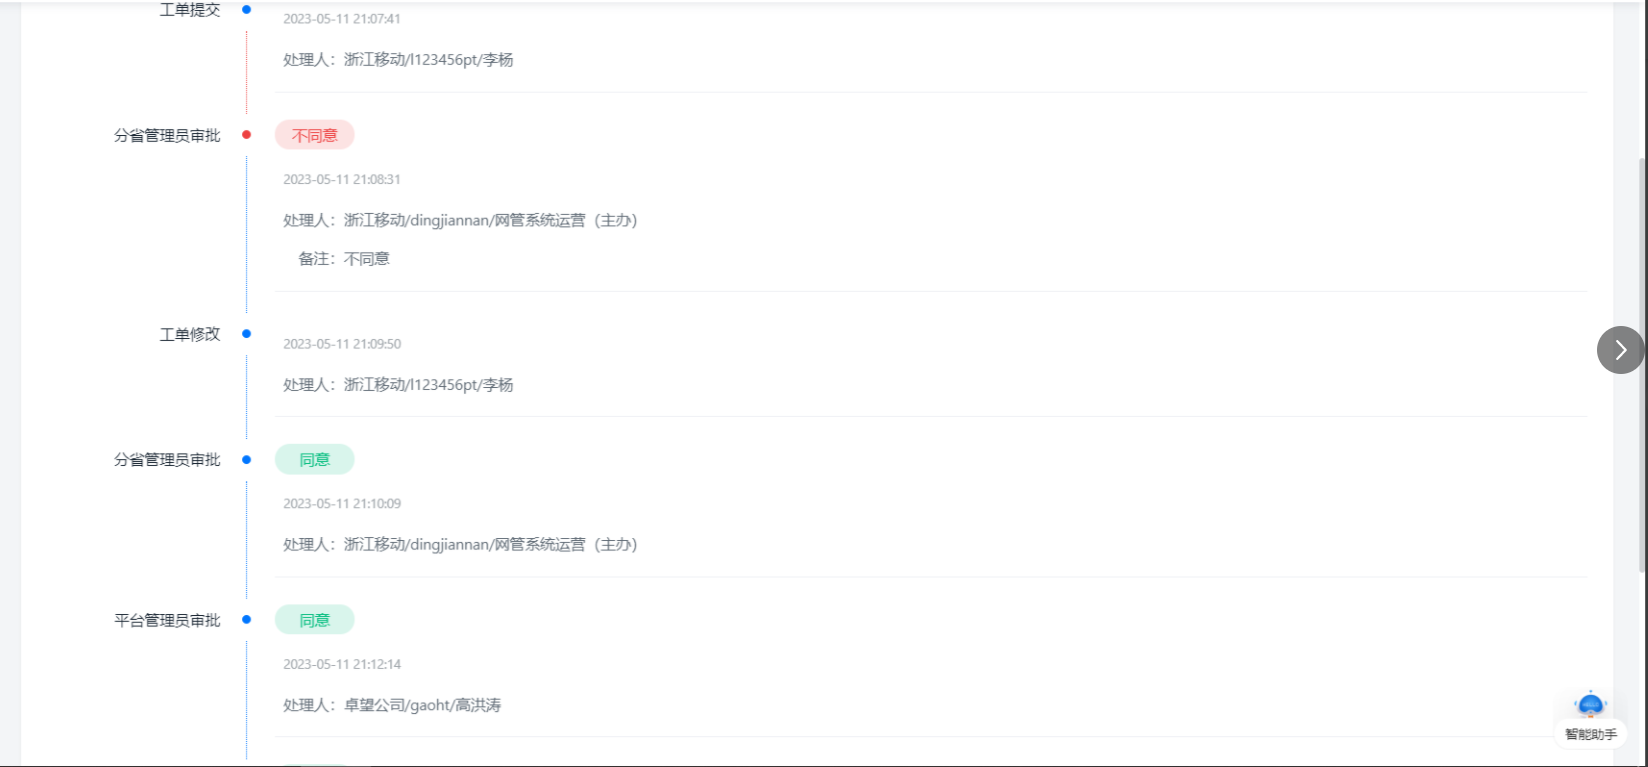 工单提交
2023-05-11 21:07:41
处理人：浙江移动/l123456pt/李杨
分省管理员审批
不同意
2023-05-11 21:08:31
处理人：浙江移动/dingjiannan/网管系统运营（主办）
备注：不同意
工单修改
2023-05-11 21:09:50
处理人：浙江移动/l123456pt/李杨
分省管理员审批
同意
2023-05-11 21:10:09
处理人：浙江移动/dingjiannan/网管系统运营（主办）
平台管理员审批
同意
2023-05-11 21:12:14
处理人：卓望公司/gaoht/高洪涛
智能助手